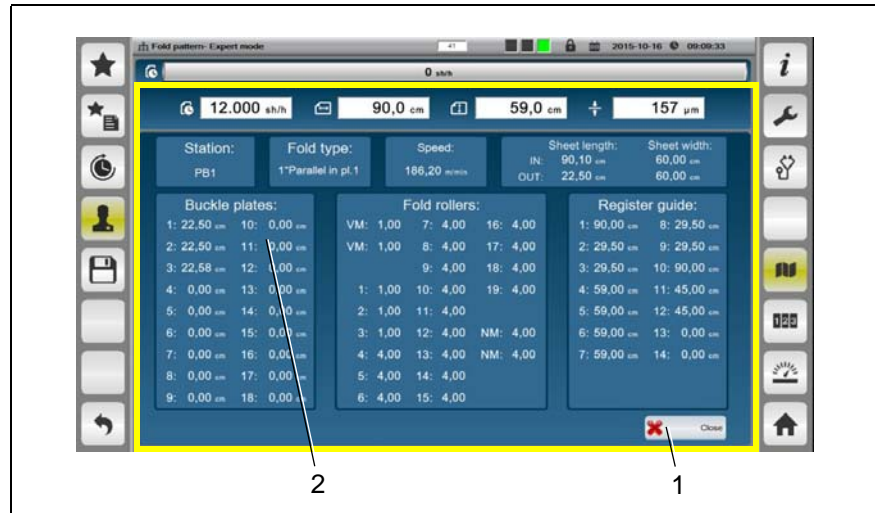 Fold pattern- Expert mode 41 2015-10-16 09:09:33
0 sh/h
12.000 sh/h 90,0 cm 59,0 cm 157 µm
Station: Fold type: Speed: Sheet length: Sheet width:
IN: 90,10 cm 60,00 cm
PB1 1*Parallel in pl.1 186,20 m/min
OUT: 22,50 cm 60,00 cm
Buckle plates: Fold rollers: Register guide:
1: 22,50 cm 10: 0,00 cm VM: 1,00 7: 4,00 16: 4,00 1: 90,00 cm 8: 29,50 cm
2: 22,50 cm 11: 0,00 cm VM: 1,00 8: 4,00 17: 4,00 2: 29,50 cm 9: 29,50 cm
3: 22,58 cm 12: 0,00 cm 9: 4,00 18: 4,00 3: 29,50 cm 10: 90,00 cm
4: 0,00 cm 13: 0,00 cm 1: 1,00 10: 4,00 19: 4,00 4: 59,00 cm 11: 45,00 cm
5: 0,00 cm 14: 0,00 cm 2: 1,00 11: 4,00 5: 59,00 cm 12: 45,00 cm
6: 0,00 cm 15: 0,00 cm 3: 1,00 12: 4,00 NM: 4,00 6: 59,00 cm 13: 0,00 cm
7: 0,00 cm 16: 0,00 cm 4: 4,00 13: 4,00 NM: 4,00 7: 59,00 cm 14: 0,00 cm
8: 0,00 cm 17: 0,00 cm 5: 4,00 14: 4,00
9: 0,00 cm 18: 0,00 cm 6: 4,00 15: 4,00
Close
i
123
2 1